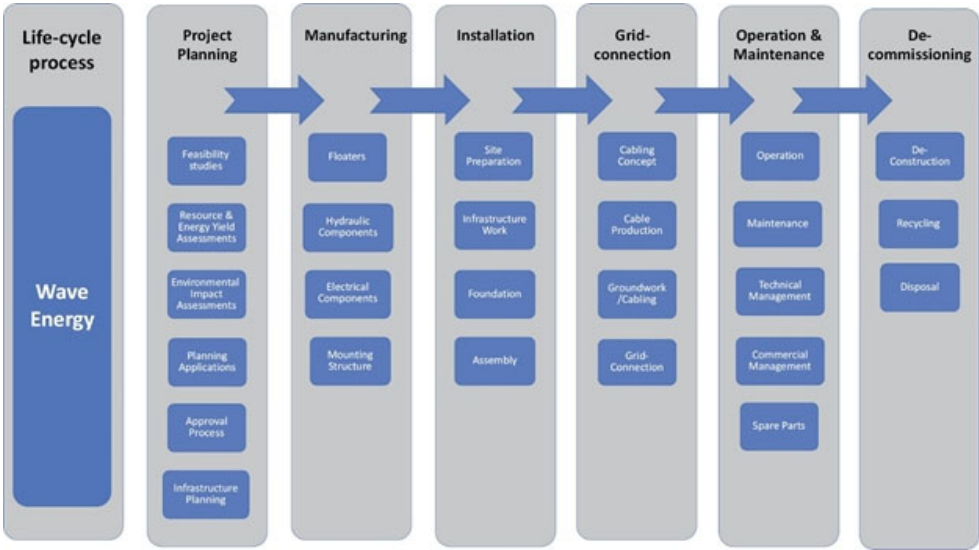 Life-cycle
process
Wave
Energy
Project
Planning
Feasibility
studies
Resource &
Energy Yield
Assessments
Environmental
Impact
Assessments
Planning
Applications
Approval
Process
Infrastructure
Planning
Manufacturing
Floaters
Hydraulic
Components
Electrical
Components
Mounting
Structure
Installation
Site
Preparation
Infrastructure
Work
Foundation
Assembly
Grid-
connection
Cabling
Concept
Cable
Production
Groundwork
/Cabling
Grid-
Connection
Operation &
Maintenance
Operation
Maintenance
Technical
Management
Commercial
Management
Spare Parts
De-
commissioning
De-
Construction
Recycling
Disposal